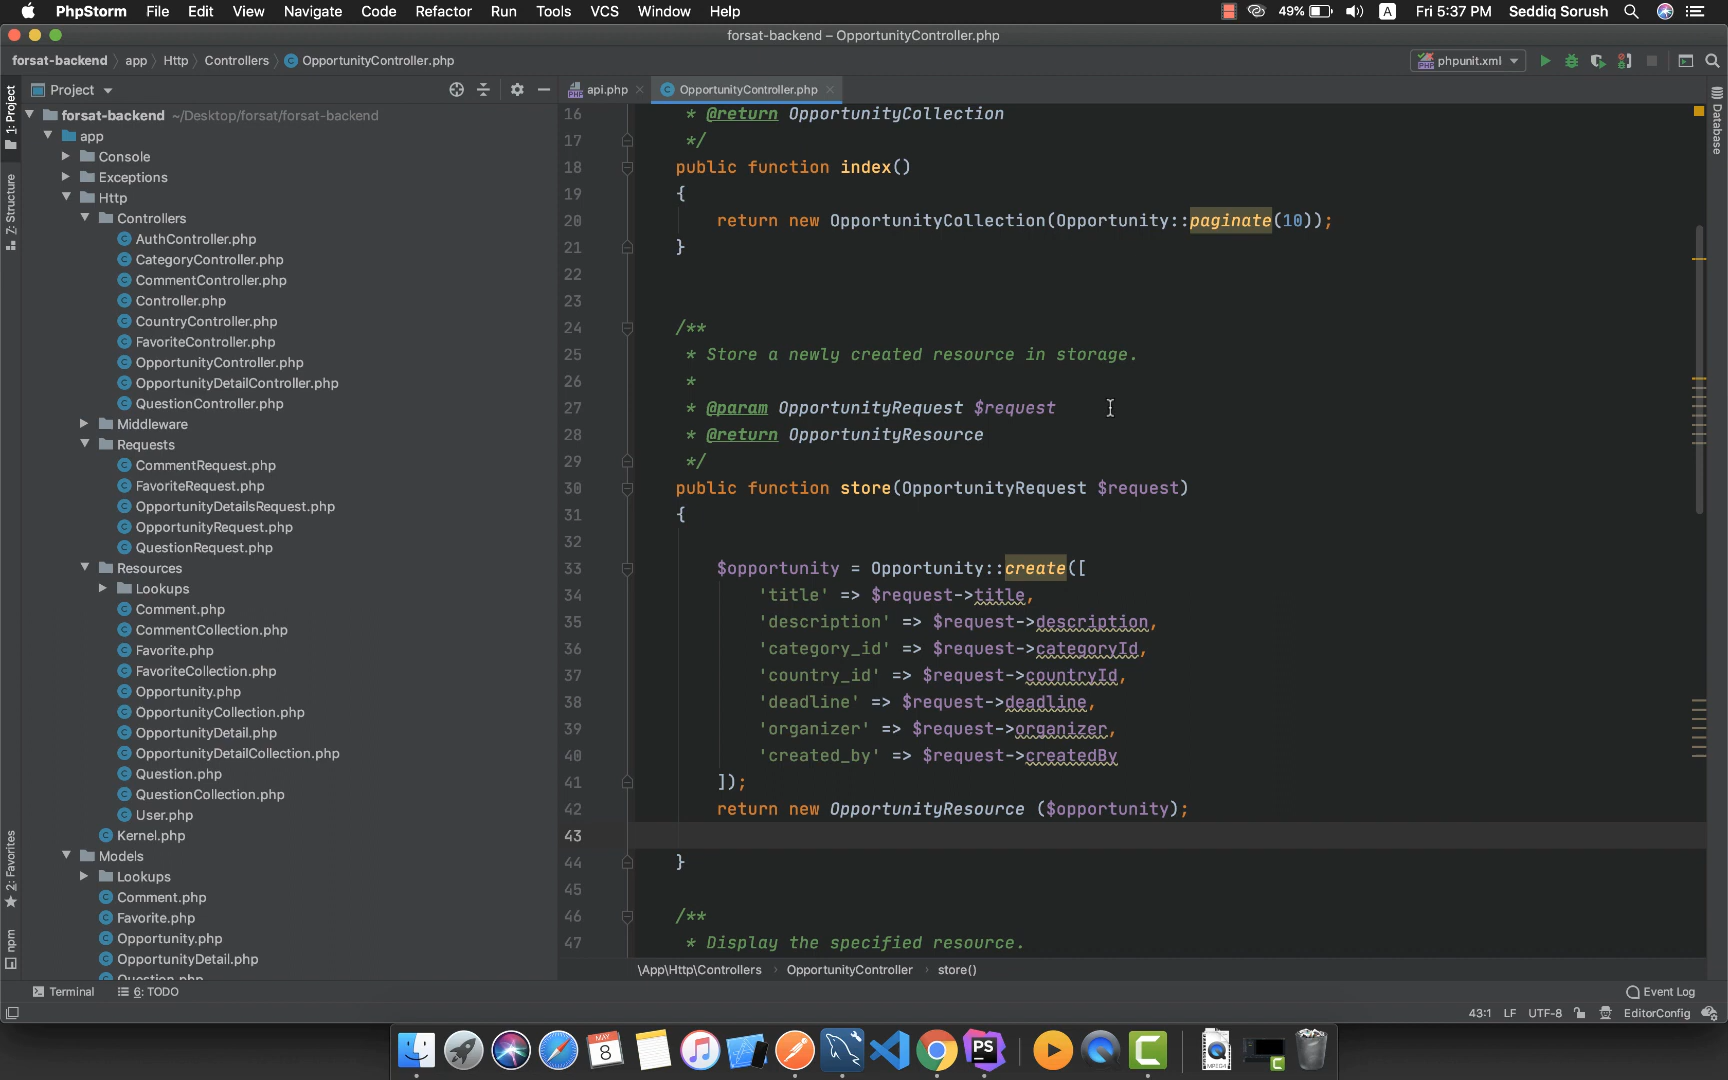 PhpStorm File Edit View Navigate Code Refactor Run Tools VCS Window Help 49% A Fri 5:37 PM Seddiq Sorush
forsat-backend – OpportunityController.php
forsat-backend app Http Controllers OpportunityController.php phpunit.xml
1: Project
Z: Structure
2: Favorites
npm
Project
forsat-backend ~/Desktop/forsat/forsat-backend
app
Console
Exceptions
Http
Controllers
AuthController.php
CategoryController.php
CommentController.php
Controller.php
CountryController.php
FavoriteController.php
OpportunityController.php
OpportunityDetailController.php
QuestionController.php
Middleware
Requests
CommentRequest.php
FavoriteRequest.php
OpportunityDetailsRequest.php
OpportunityRequest.php
QuestionRequest.php
Resources
Lookups
Comment.php
CommentCollection.php
Favorite.php
FavoriteCollection.php
Opportunity.php
OpportunityCollection.php
OpportunityDetail.php
OpportunityDetailCollection.php
Question.php
QuestionCollection.php
User.php
Kernel.php
Models
Lookups
Comment.php
Favorite.php
Opportunity.php
OpportunityDetail.php
Question.php
api.php OpportunityController.php
16 * @return OpportunityCollection
17 */
18 public function index()
19 {
20 return new OpportunityCollection(Opportunity::paginate(10));
21 }
22
23
24 /**
25 * Store a newly created resource in storage.
26 *
27 * @param OpportunityRequest $request
28 * @return OpportunityResource
29 */
30 public function store(OpportunityRequest $request)
31 {
32
33 $opportunity = Opportunity::create([
34 'title' => $request->title,
35 'description' => $request->description,
36 'category_id' => $request->categoryId,
37 'country_id' => $request->countryId,
38 'deadline' => $request->deadline,
39 'organizer' => $request->organizer,
40 'created_by' => $request->createdBy
41 ]);
42 return new OpportunityResource ($opportunity);
43
44 }
45
46 /**
47 * Display the specified resource.
\App\Http\Controllers OpportunityController store()
Database
Terminal 6: TODO Event Log
43:1 LF UTF-8 EditorConfig
MAY
8
PS